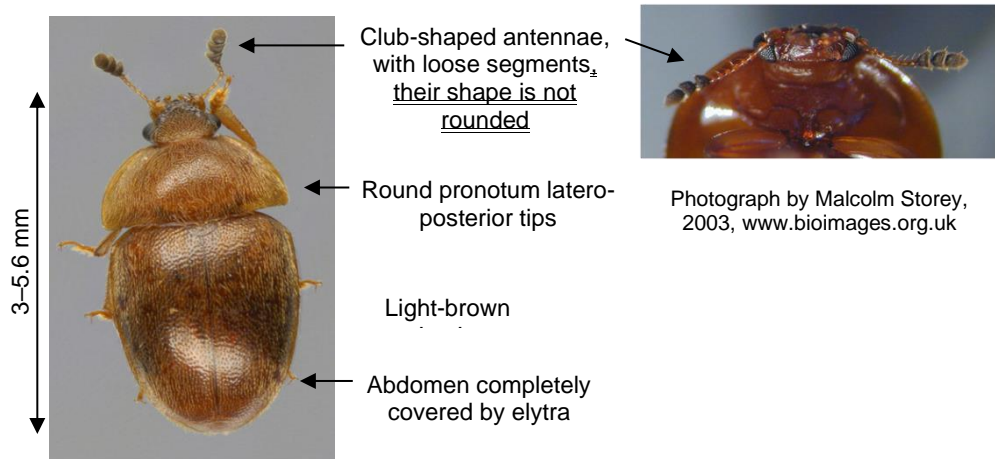 Club-shaped antennae,
with loose segments,
their shape is not
rounded
Round pronotum latero-
posterior tips
Photograph by Malcolm Storey,
2003, www.bioimages.org.uk
3–5.6 mm
Light-brown
Abdomen completely
covered by elytra